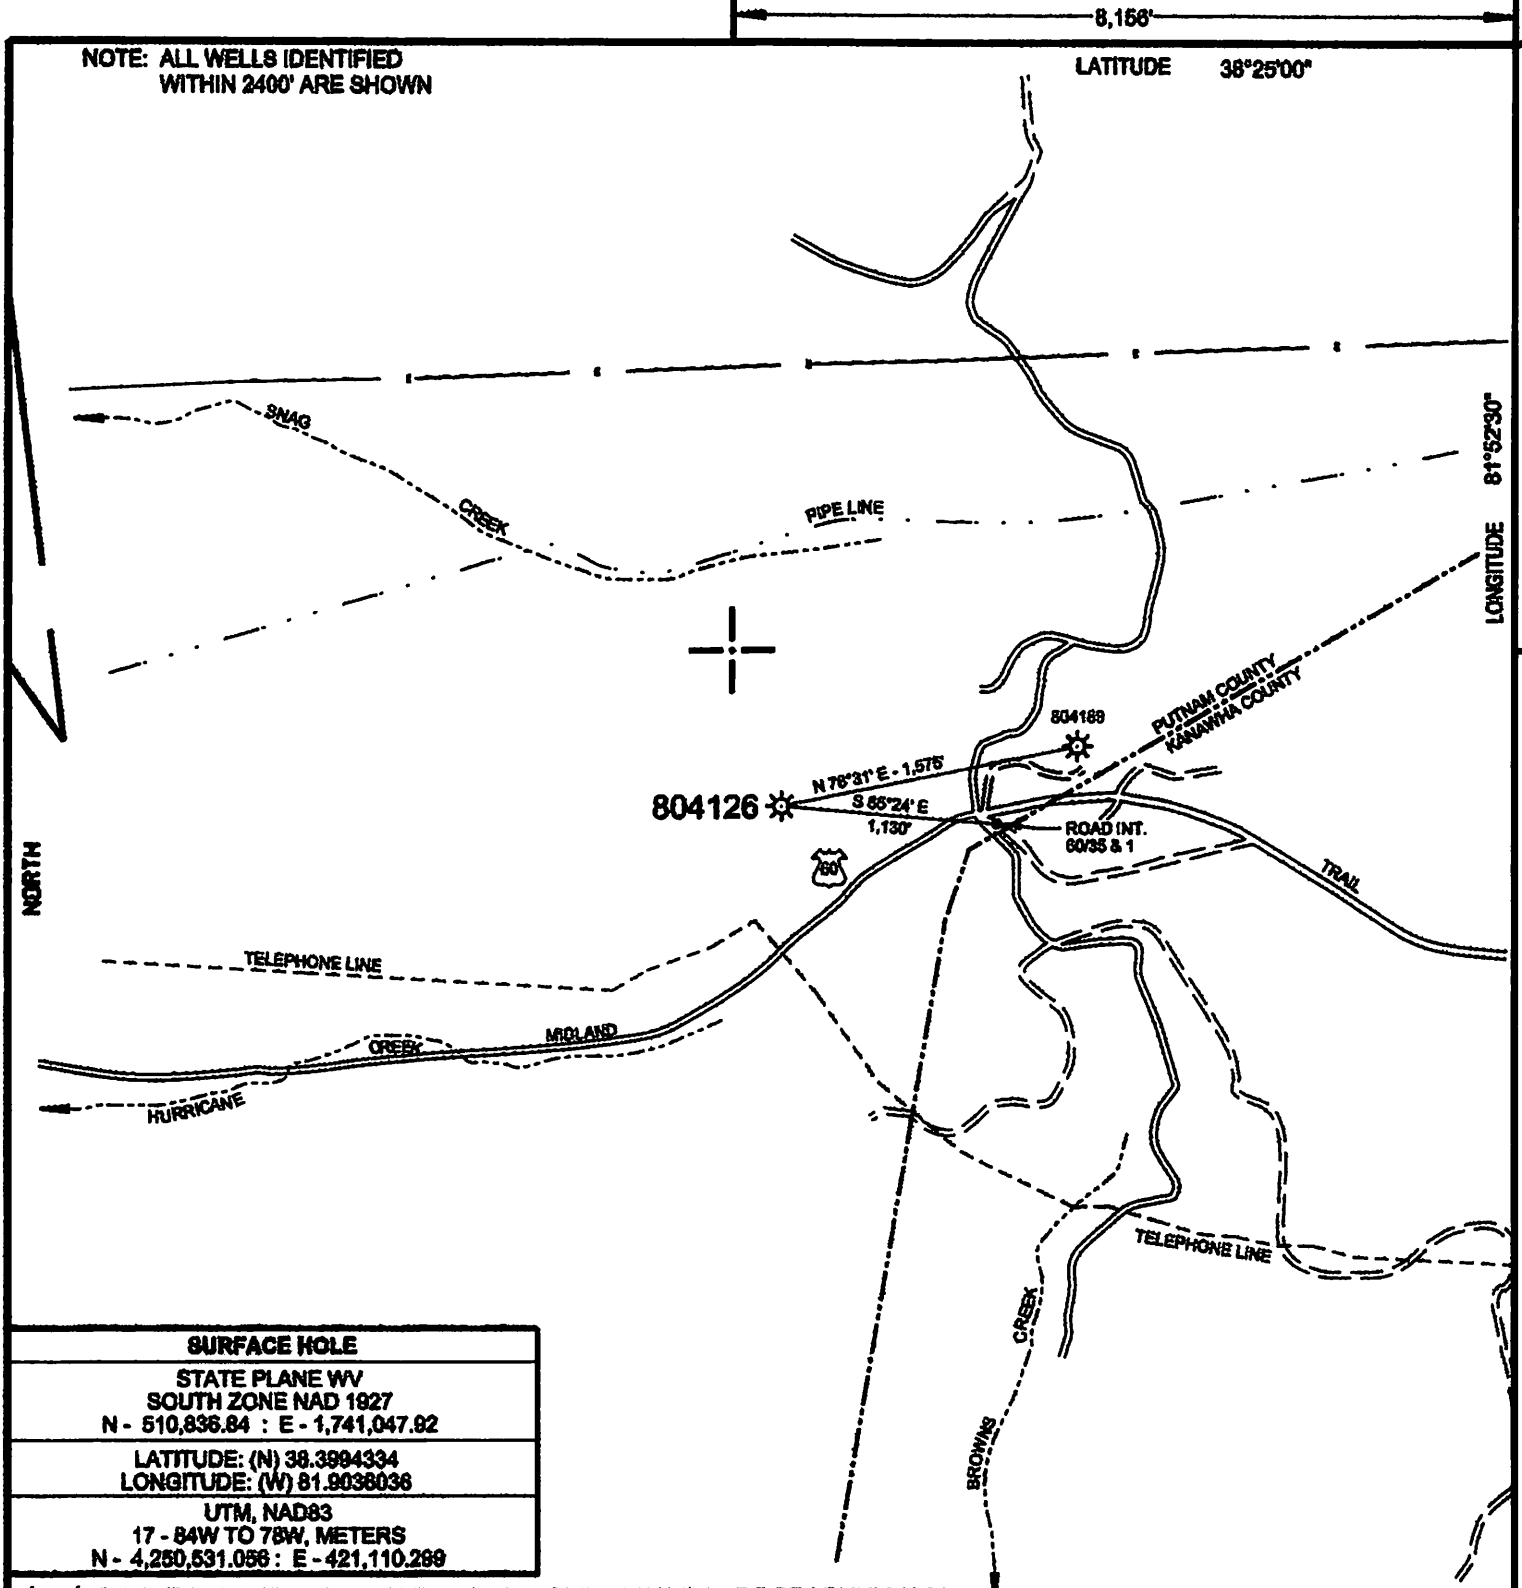 8,156'
NOTE: ALL WELLS IDENTIFIED
WITHIN 2400' ARE SHOWN
LATITUDE 38°25'00"
LONGITUDE 81°52'30"
SNAG
CREEK
PIPE LINE
PUTNAM COUNTY
KANAWHA COUNTY
804189
N 78°31' E - 1,575'
804126
S 85°24' E
1,130'
ROAD INT.
60/35 & 1
60
TRAIL
NORTH
TELEPHONE LINE
MIDLAND
CREEK
HURRICANE
TELEPHONE LINE
CREEK
BROWNS
SURFACE HOLE
STATE PLANE WV
SOUTH ZONE NAD 1927
N - 510,836.84 : E - 1,741,047.92
LATITUDE: (N) 38.3994334
LONGITUDE: (W) 81.9036036
UTM, NAD83
17 - 84W TO 78W, METERS
N - 4,250,531.056 : E - 421,110.299